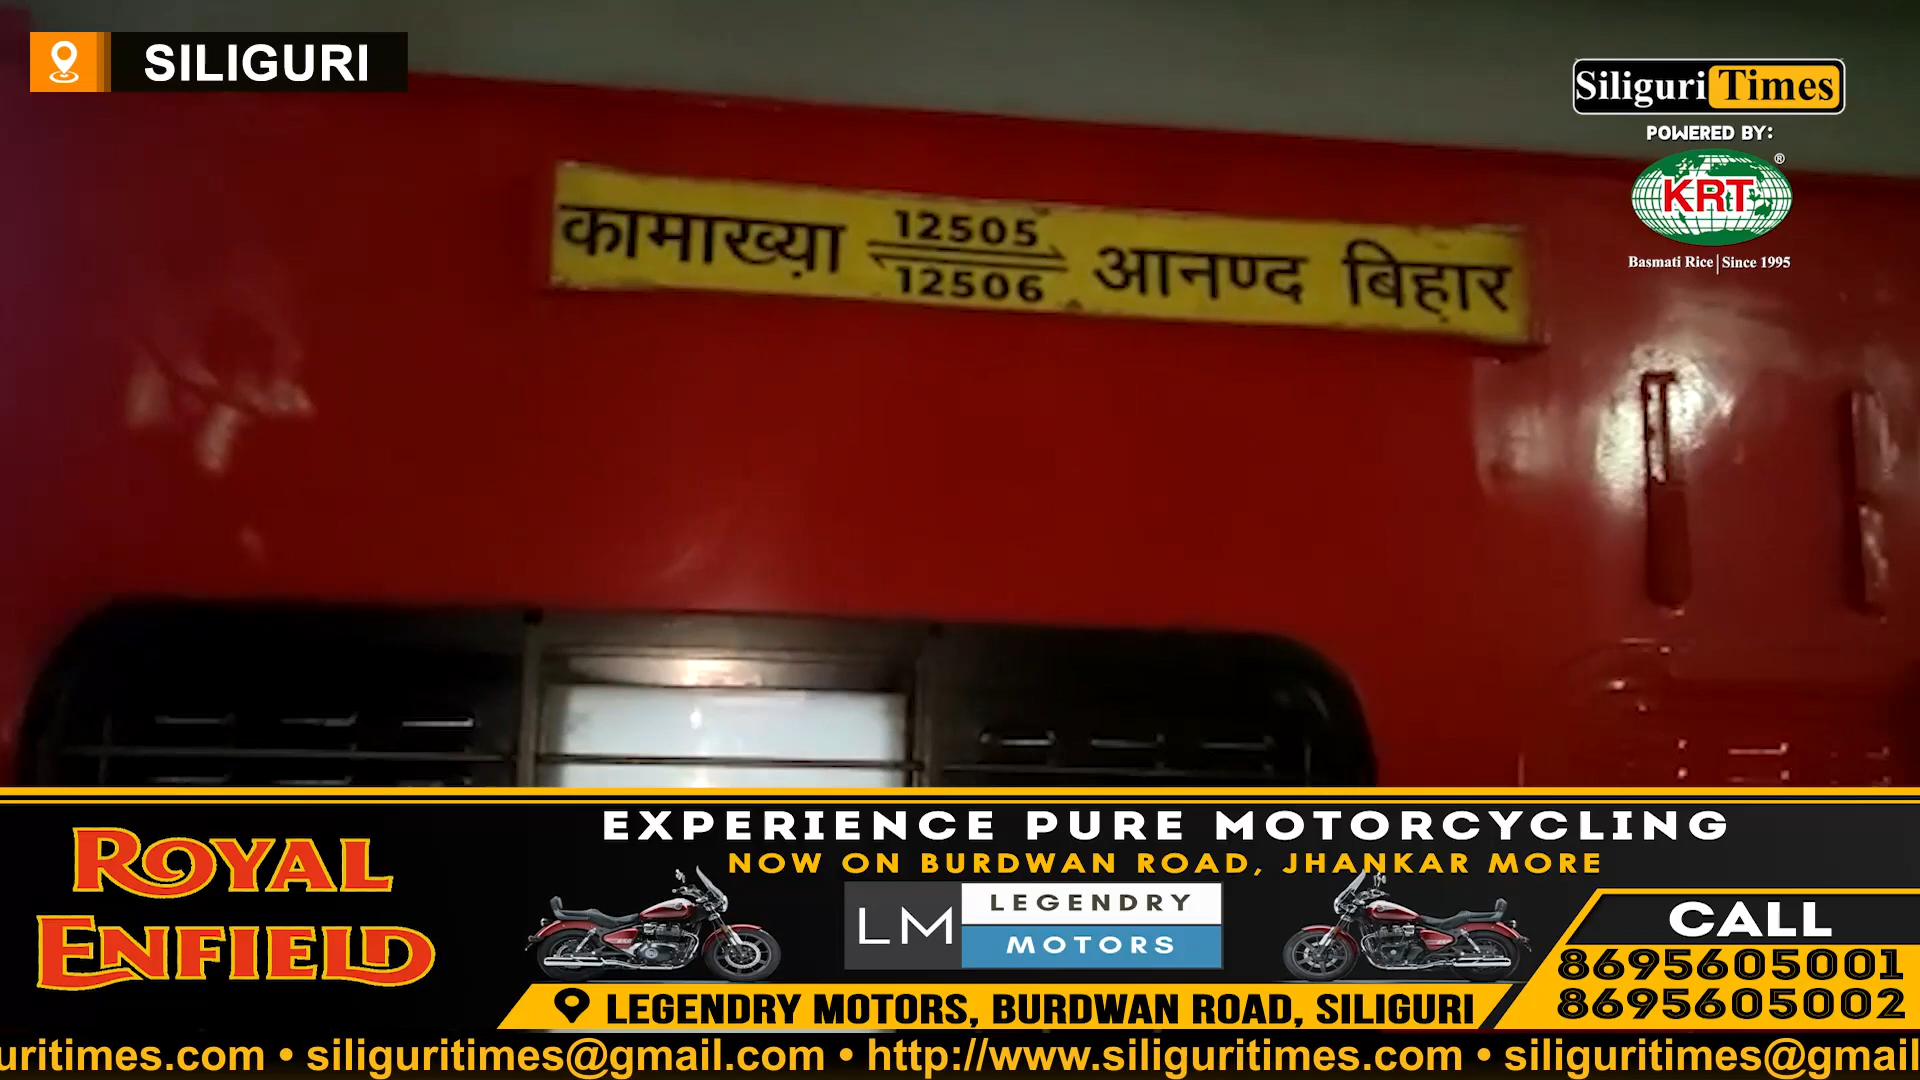 SILIGURI
Siliguri Times
POWERED BY:
KRT ®
Basmati Rice | Since 1995
कामाख्या 12505 12506 आनण्द बिहार
ROYAL ENFIELD
EXPERIENCE PURE MOTORCYCLING
NOW ON BURDWAN ROAD, JHANKAR MORE
LM LEGENDRY MOTORS
LEGENDRY MOTORS, BURDWAN ROAD, SILIGURI
CALL
8695605001
8695605002
uritimes.com • siliguritimes@gmail.com • http://www.siliguritimes.com • siliguritimes@gmail